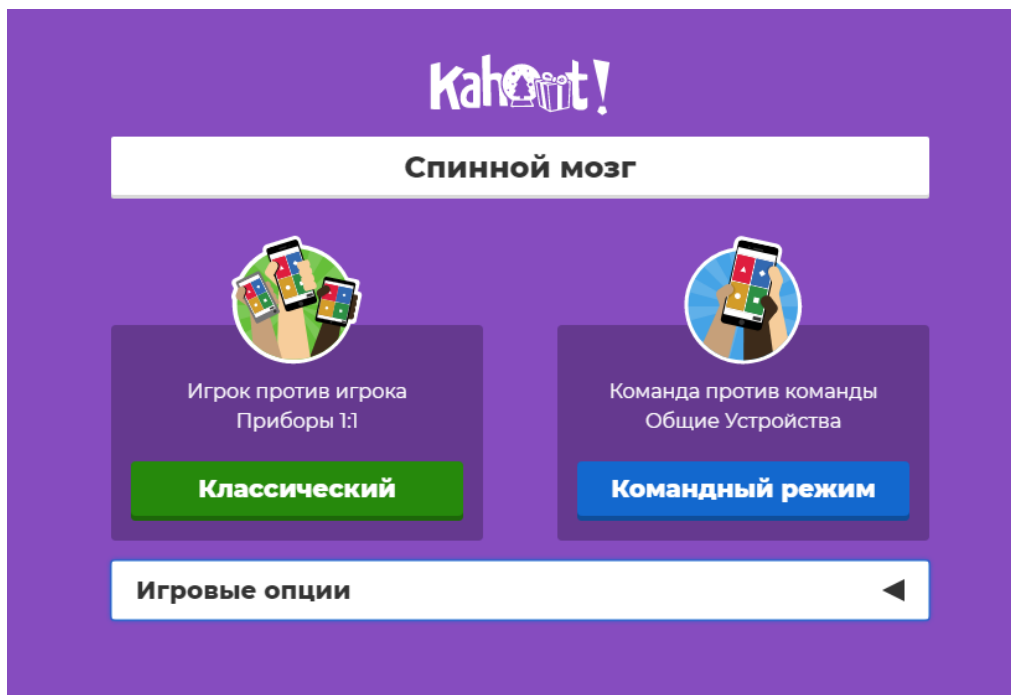 Kahoot!
Спинной мозг
Игрок против игрока
Приборы 1:1
Классический
Команда против команды
Общие Устройства
Командный режим
Игровые опции